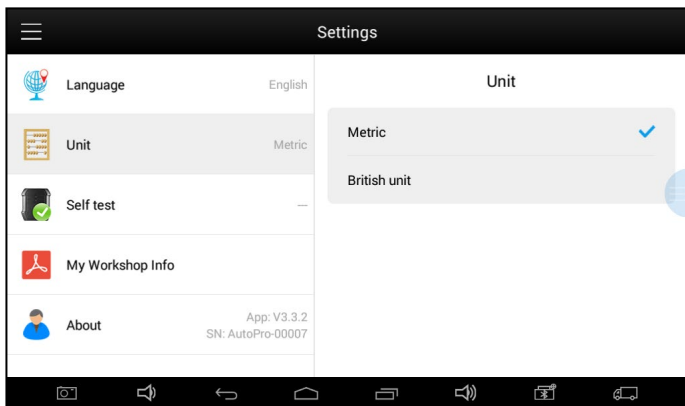 Settings
Language English
Unit Metric
Self test —
My Workshop Info
About App: V3.3.2
SN: AutoPro-00007
Unit
Metric
British unit